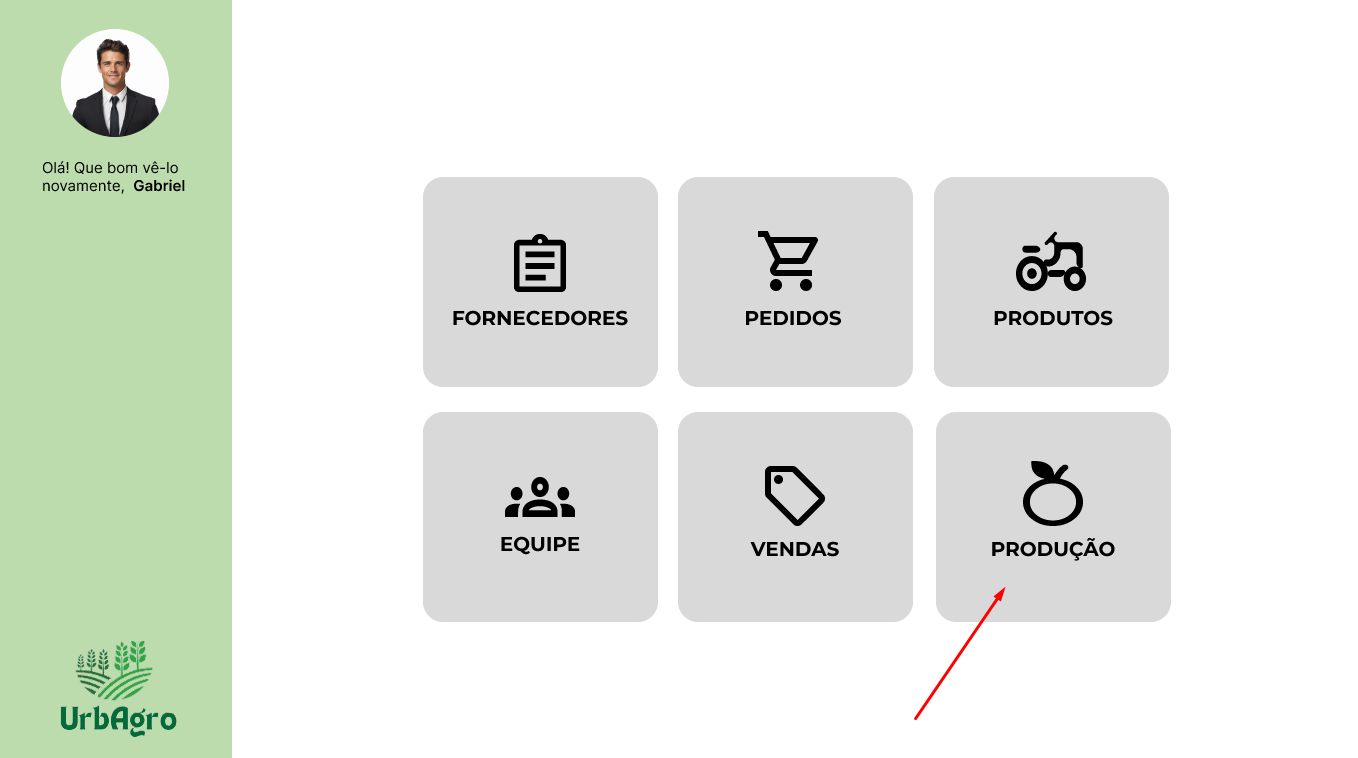 Olá! Que bom vê-lo
novamente, Gabriel
FORNECEDORES
PEDIDOS
PRODUTOS
EQUIPE
VENDAS
PRODUÇÃO
UrbAgro